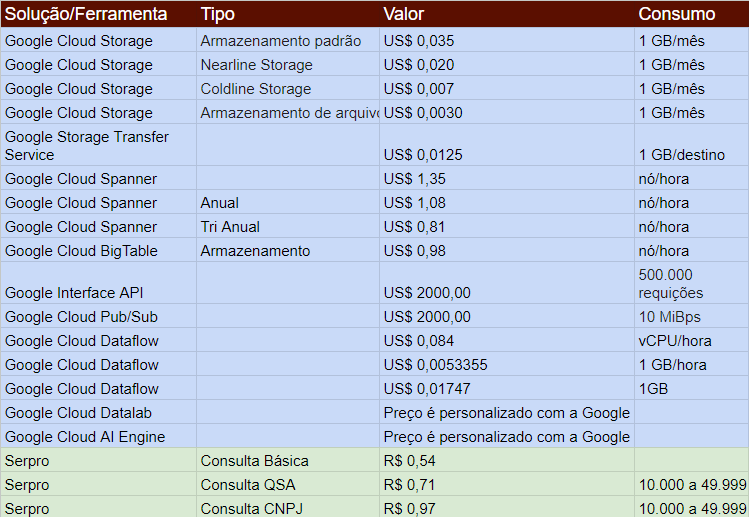 Solução/Ferramenta Tipo Valor Consumo
Google Cloud Storage Armazenamento padrão US$ 0,035 1 GB/mês
Google Cloud Storage Nearline Storage US$ 0,020 1 GB/mês
Google Cloud Storage Coldline Storage US$ 0,007 1 GB/mês
Google Cloud Storage Armazenamento de arquivo US$ 0,0030 1 GB/mês
Google Storage Transfer
Service US$ 0,0125 1 GB/destino
Google Cloud Spanner US$ 1,35 nó/hora
Google Cloud Spanner Anual US$ 1,08 nó/hora
Google Cloud Spanner Tri Anual US$ 0,81 nó/hora
Google Cloud BigTable Armazenamento US$ 0,98 nó/hora
500.000
Google Interface API US$ 2000,00 requições
Google Cloud Pub/Sub US$ 2000,00 10 MiBps
Google Cloud Dataflow US$ 0,084 vCPU/hora
Google Cloud Dataflow US$ 0,0053355 1 GB/hora
Google Cloud Dataflow US$ 0,01747 1GB
Google Cloud Datalab Preço é personalizado com a Google
Google Cloud AI Engine Preço é personalizado com a Google
Serpro Consulta Básica R$ 0,54
Serpro Consulta QSA R$ 0,71 10.000 a 49.999
Serpro Consulta CNPJ R$ 0,97 10.000 a 49.999